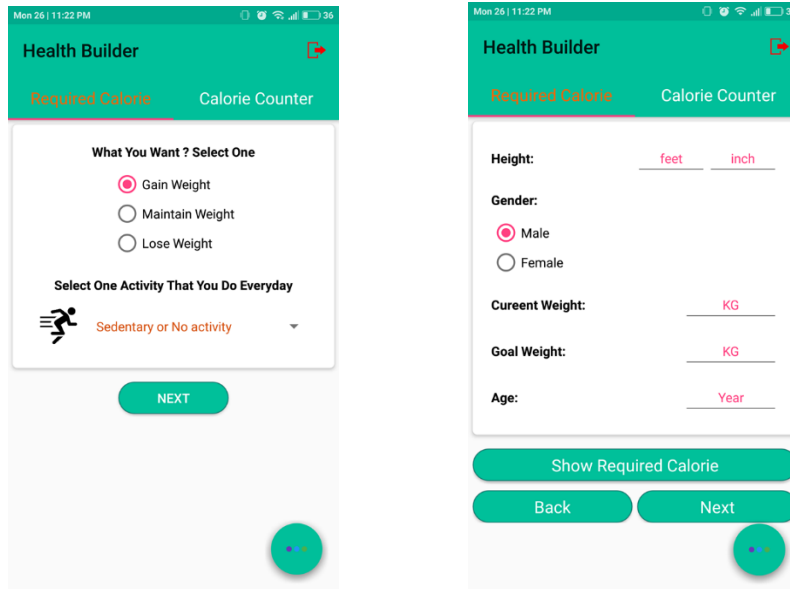 Mon 26 | 11:22 PM 36
Health Builder
Required Calorie Calorie Counter
What You Want ? Select One
Gain Weight
Maintain Weight
Lose Weight
Select One Activity That You Do Everyday
Sedentary or No activity
NEXT
Mon 26 | 11:22 PM
Health Builder
Required Calorie Calorie Counter
Height: feet inch
Gender:
Male
Female
Cureent Weight: KG
Goal Weight: KG
Age: Year
Show Required Calorie
Back Next